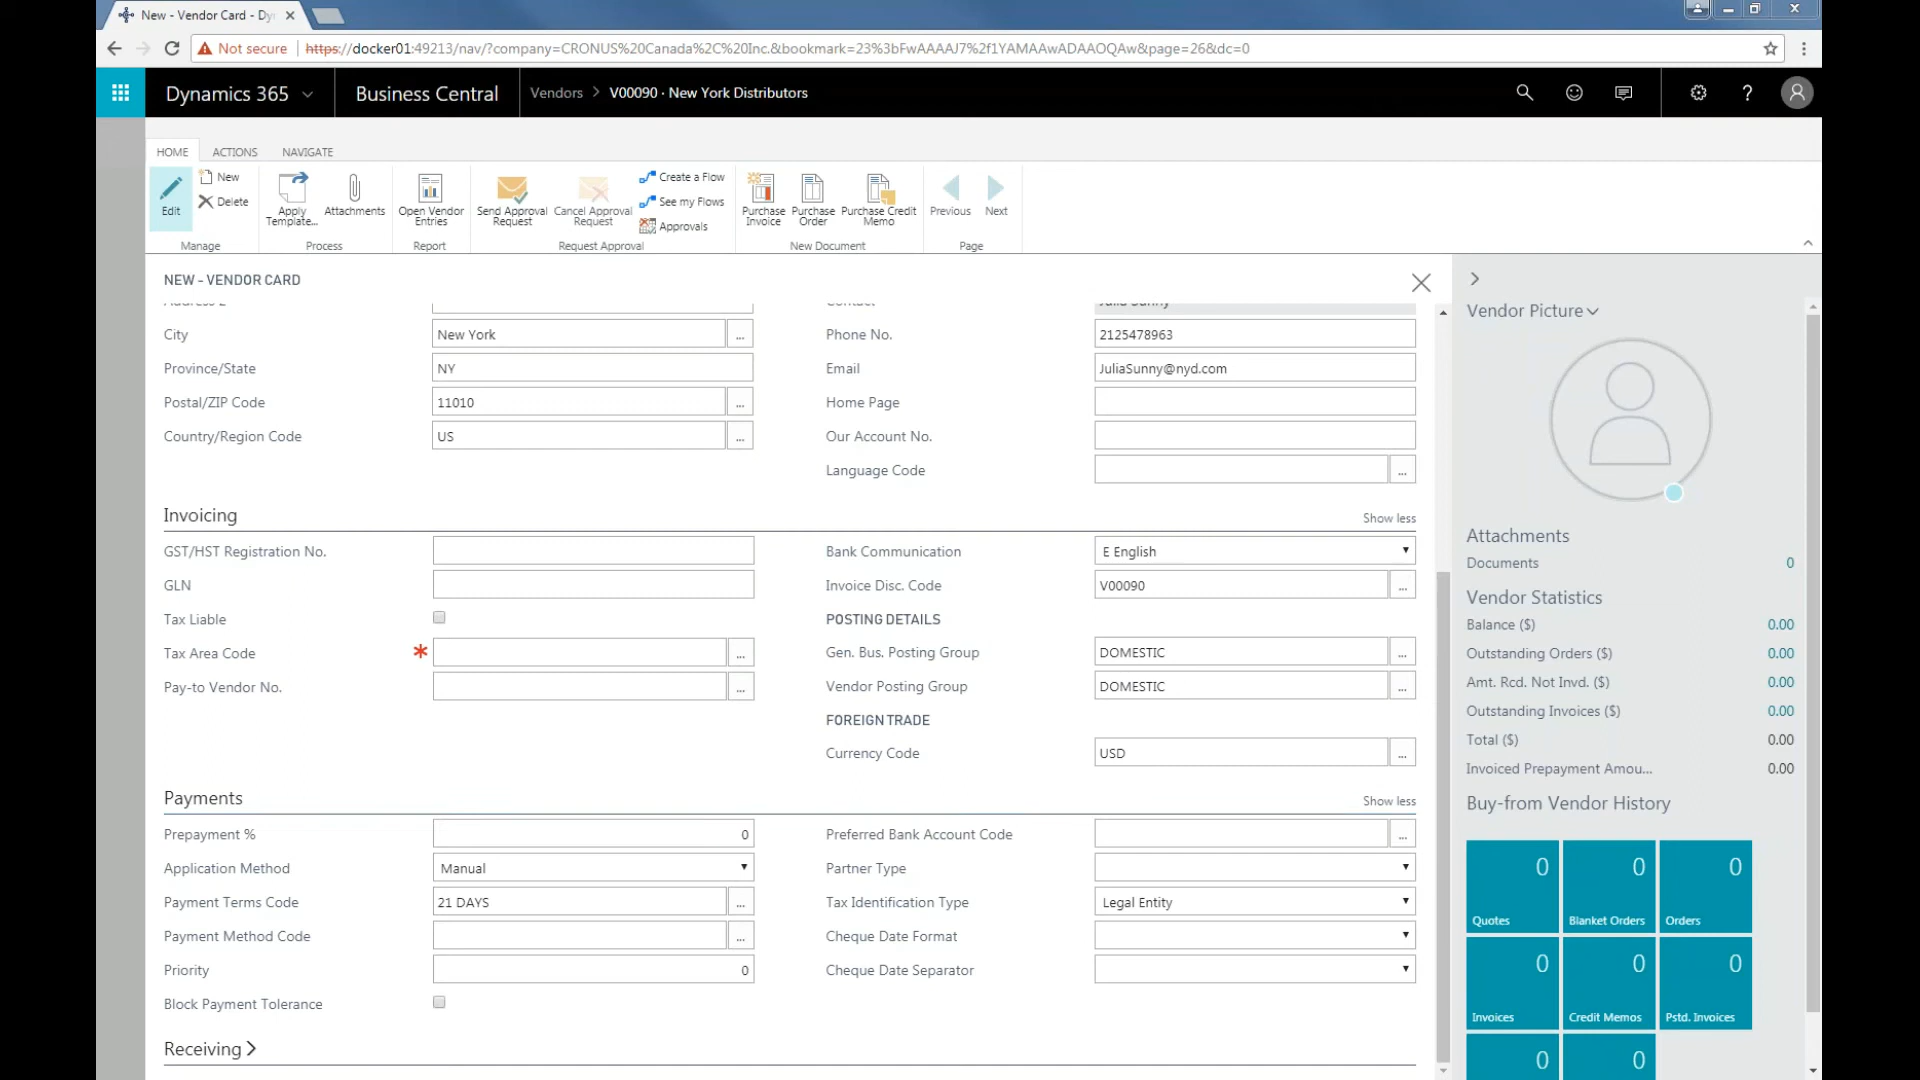 New - Vendor Card - Dy
Not secure
https://docker01:49213/nav/?company=CRONUS%20Canada%2C%20Inc.&bookmark=23%3bFwAAAAJ7%2f1YAMAAwADAAOQAw&page=26&dc=0
Dynamics 365
Business Central
Vendors > V00090 · New York Distributors
?
HOME
ACTIONS
NAVIGATE
Edit
New
Delete
Manage
Apply Template...
Attachments
Process
Open Vendor Entries
Report
Send Approval Request
Cancel Approval Request
Create a Flow
See my Flows
Approvals
Request Approval
Purchase Invoice
Purchase Order
Purchase Credit Memo
New Document
Previous
Next
Page
NEW - VENDOR CARD
Address 2
City
New York
...
Province/State
NY
Postal/ZIP Code
11010
...
Country/Region Code
US
...
Contact
Julia Sunny
Phone No.
2125478963
Email
JuliaSunny@nyd.com
Home Page
Our Account No.
Language Code
...
Invoicing
Show less
GST/HST Registration No.
GLN
Tax Liable
Tax Area Code
*
...
Pay-to Vendor No.
...
Bank Communication
E English
Invoice Disc. Code
V00090
...
POSTING DETAILS
Gen. Bus. Posting Group
DOMESTIC
...
Vendor Posting Group
DOMESTIC
...
FOREIGN TRADE
Currency Code
USD
...
Payments
Show less
Prepayment %
0
Application Method
Manual
Payment Terms Code
21 DAYS
...
Payment Method Code
...
Priority
0
Block Payment Tolerance
Preferred Bank Account Code
...
Partner Type
Tax Identification Type
Legal Entity
Cheque Date Format
Cheque Date Separator
Receiving >
Vendor Picture
Attachments
Documents 0
Vendor Statistics
Balance ($) 0.00
Outstanding Orders ($) 0.00
Amt. Rcd. Not Invd. ($) 0.00
Outstanding Invoices ($) 0.00
Total ($) 0.00
Invoiced Prepayment Amou... 0.00
Buy-from Vendor History
0 0 0
Quotes Blanket Orders Orders
0 0 0
Invoices Credit Memos Pstd. Invoices
0 0